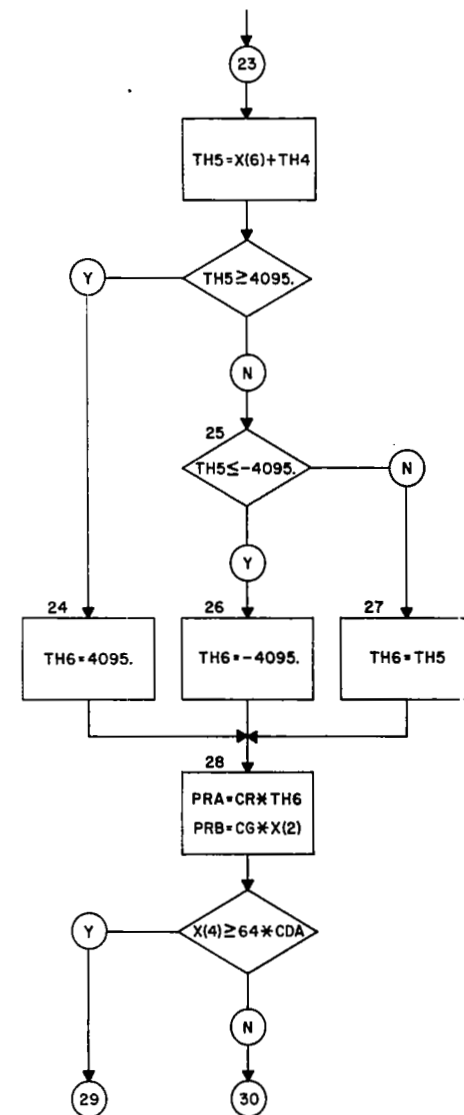 23
TH5=X(6)+TH4
TH5≥4095.
Y
N
25
TH5≤-4095.
N
Y
24
TH6=4095.
26
TH6=-4095.
27
TH6=TH5
28
PRA=CR*TH6
PRB=CG*X(2)
X(4)≥64*CDA
Y
N
29
30